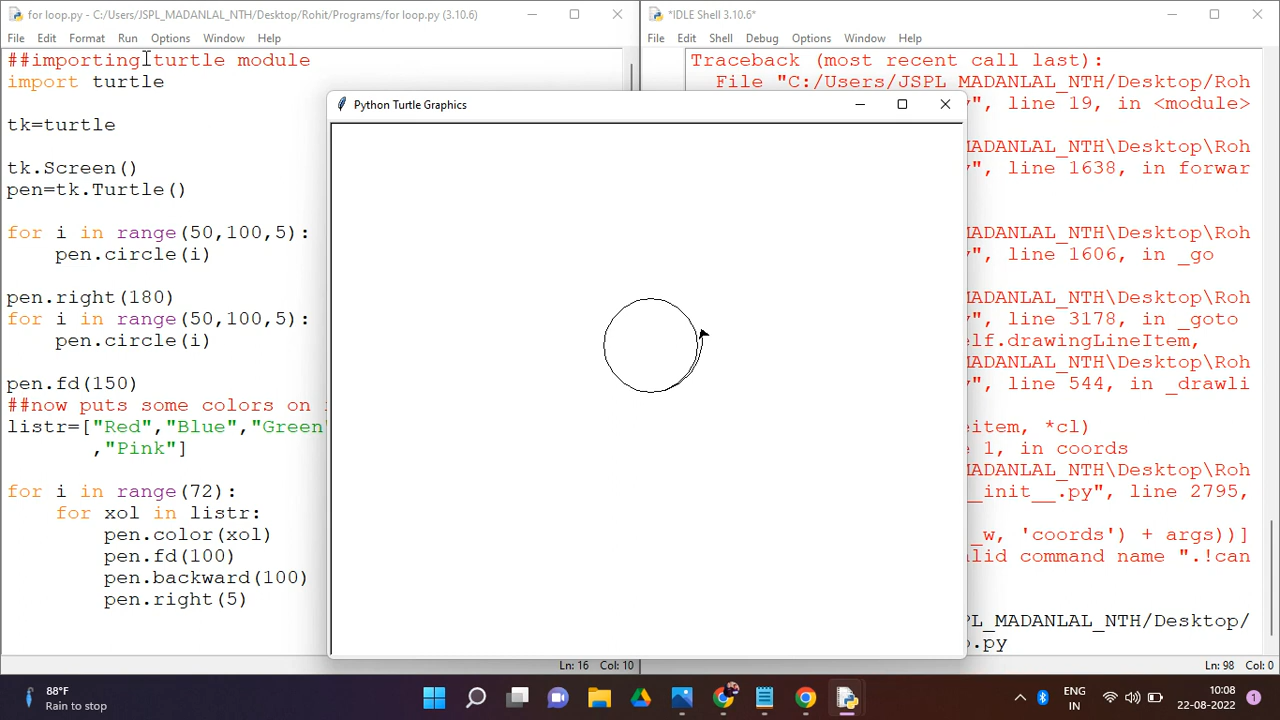 for loop.py - C:/Users/JSPL_MADANLAL_NTH/Desktop/Rohit/Programs/for loop.py (3.10.6)
File Edit Format Run Options Window Help
##importing turtle module
import turtle
tk=turtle
tk.Screen()
pen=tk.Turtle()
for i in range(50,100,5):
pen.circle(i)
pen.right(180)
for i in range(50,100,5):
pen.circle(i)
pen.fd(150)
##now puts some colors on
listr=["Red","Blue","Green"
,"Pink"]
for i in range(72):
for xol in listr:
pen.color(xol)
pen.fd(100)
pen.backward(100)
pen.right(5)
Ln: 16 Col: 10
Python Turtle Graphics
*IDLE Shell 3.10.6*
File Edit Shell Debug Options Window Help
Traceback (most recent call last):
File "C:/Users/JSPL_MADANLAL_NTH/Desktop/Roh
y", line 19, in <module>
MADANLAL_NTH\Desktop\Roh
y", line 1638, in forwar
MADANLAL_NTH\Desktop\Roh
y", line 1606, in _go
MADANLAL_NTH\Desktop\Roh
y", line 3178, in _goto
elf.drawingLineItem,
MADANLAL_NTH\Desktop\Roh
y", line 544, in _drawli
eitem, *cl)
e 1, in coords
MADANLAL_NTH\Desktop\Roh
__init__.py", line 2795,
_w, 'coords') + args))]
alid command name ".!can
PL_MADANLAL_NTH/Desktop/
p.py
Ln: 98 Col: 0
88°F
Rain to stop
ENG
IN
10:08
22-08-2022
1